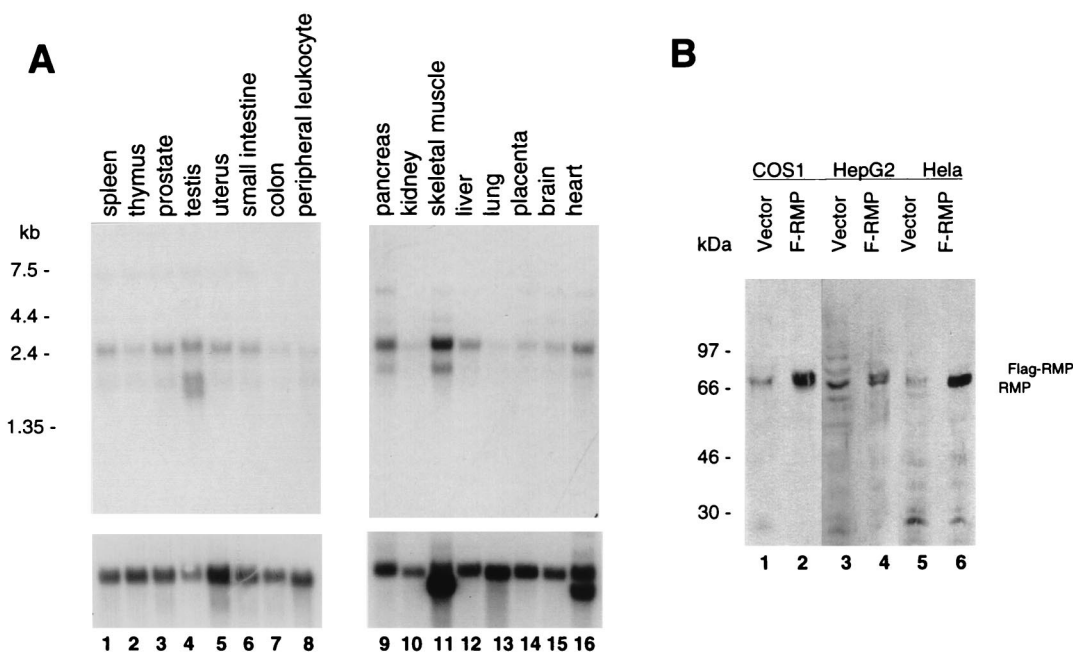 A
spleen
thymus
prostate
testis
uterus
small intestine
colon
peripheral leukocyte
pancreas
kidney
skeletal muscle
liver
lung
placenta
brain
heart
kb
7.5 -
4.4 -
2.4 -
1.35 -
1 2 3 4 5 6 7 8
9 10 11 12 13 14 15 16
B
COS1 HepG2 Hela
Vector
F-RMP
Vector
F-RMP
Vector
F-RMP
kDa
97 -
66 -
46 -
30 -
Flag-RMP
RMP
1 2 3 4 5 6